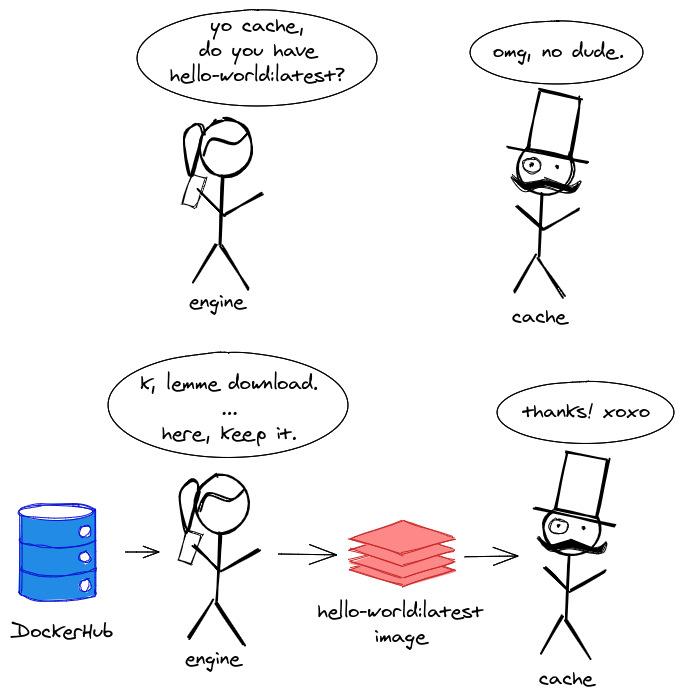 yo cache,
do you have
hello-world:latest?
omg, no dude.
engine
cache
k, lemme download.
...
here, keep it.
thanks! xoxo
DockerHub
engine
hello-world:latest
image
cache